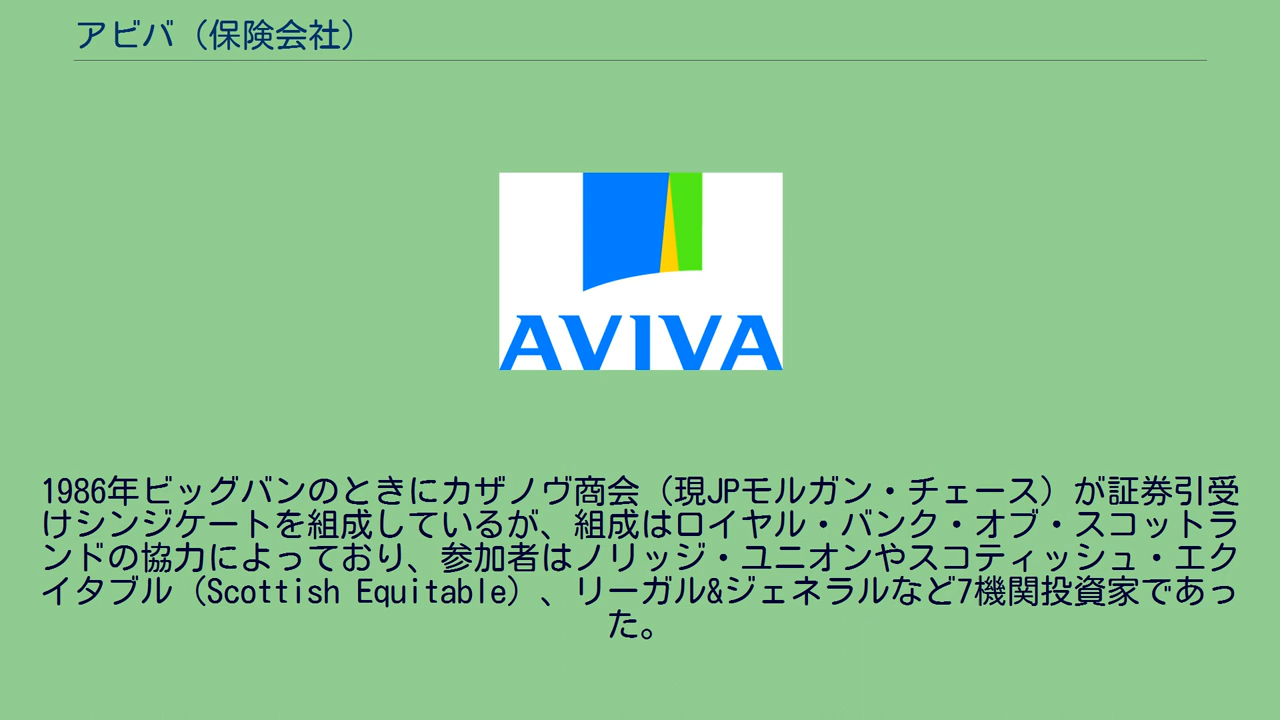 アビバ（保険会社）
AVIVA
1986年ビッグバンのときにカザノヴ商会（現JPモルガン・チェース）が証券引受
けシンジケートを組成しているが、組成はロイヤル・バンク・オブ・スコットラ
ンドの協力によっており、参加者はノリッジ・ユニオンやスコティッシュ・エク
イタブル（Scottish Equitable）、リーガル&ジェネラルなど7機関投資家であっ
た。